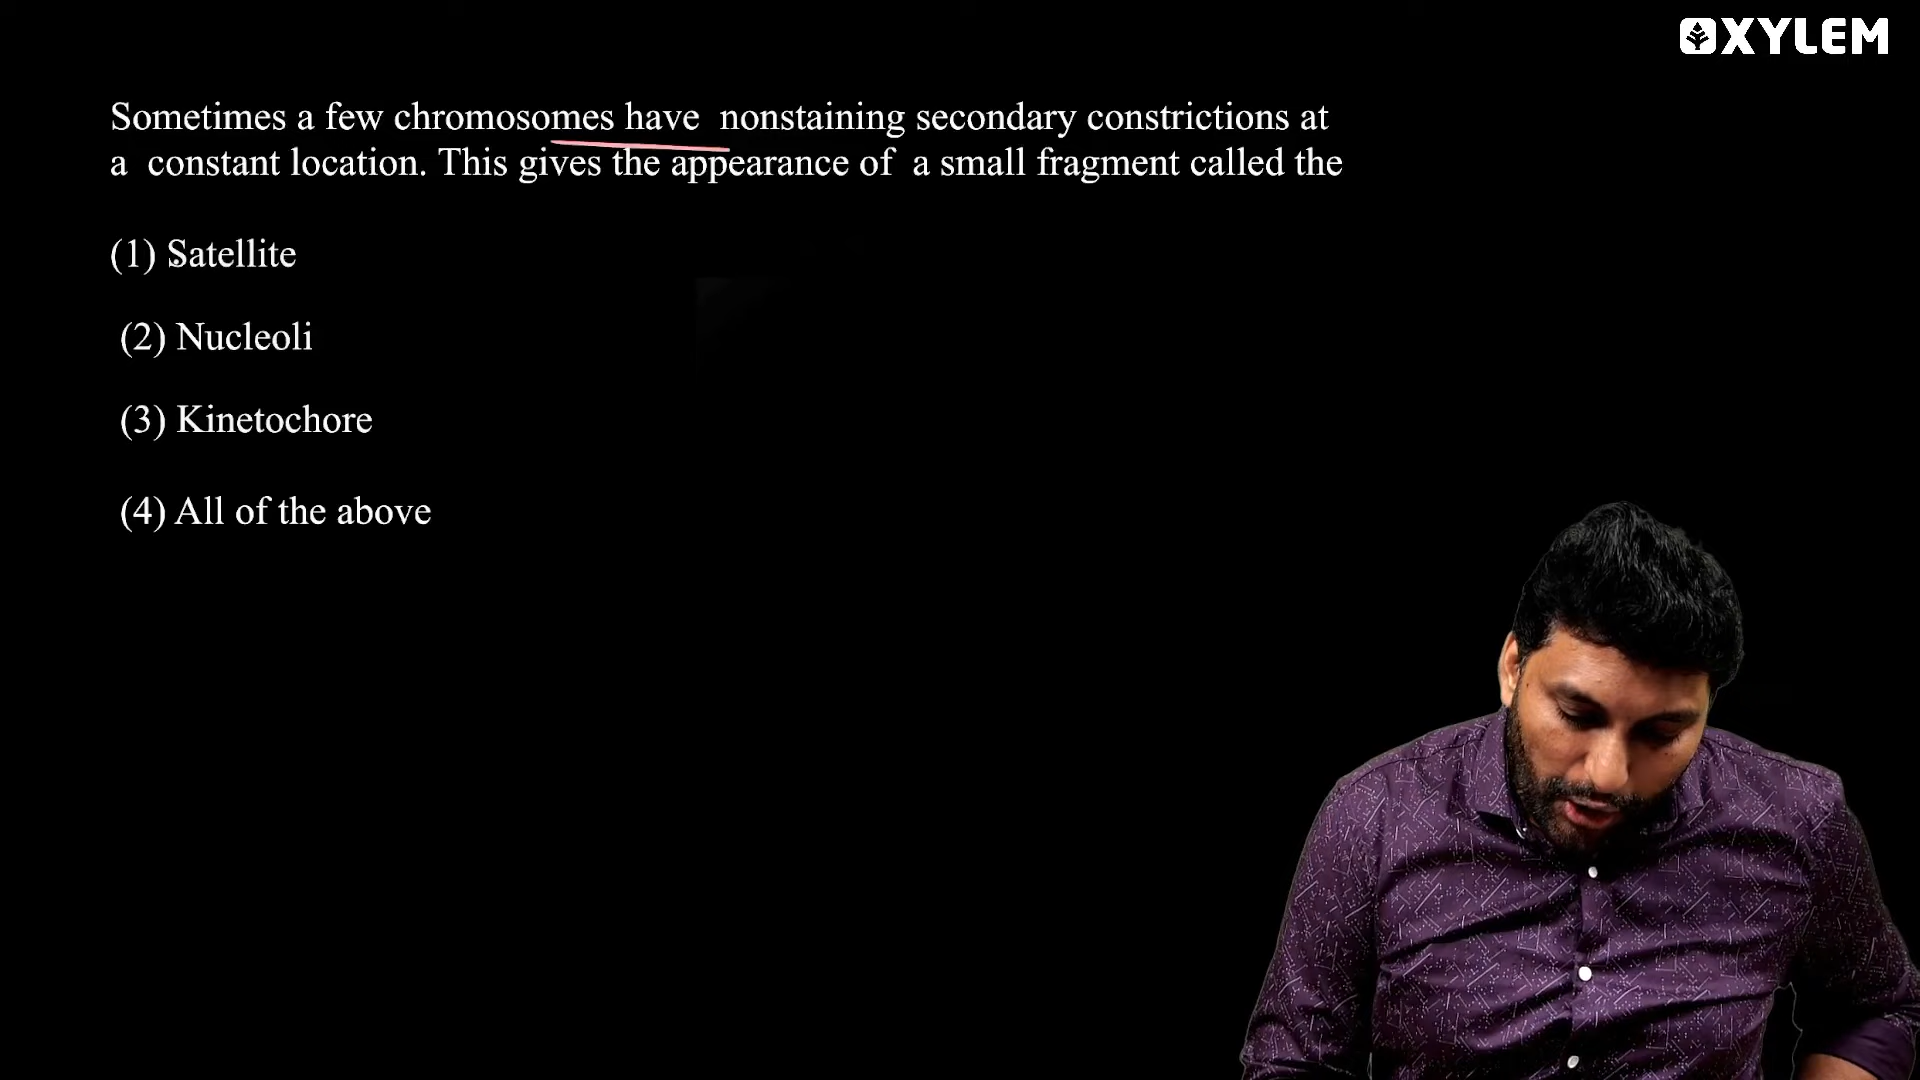 XYLEM
Sometimes a few chromosomes have nonstaining secondary constrictions at
a constant location. This gives the appearance of a small fragment called the
(1) Satellite
(2) Nucleoli
(3) Kinetochore
(4) All of the above